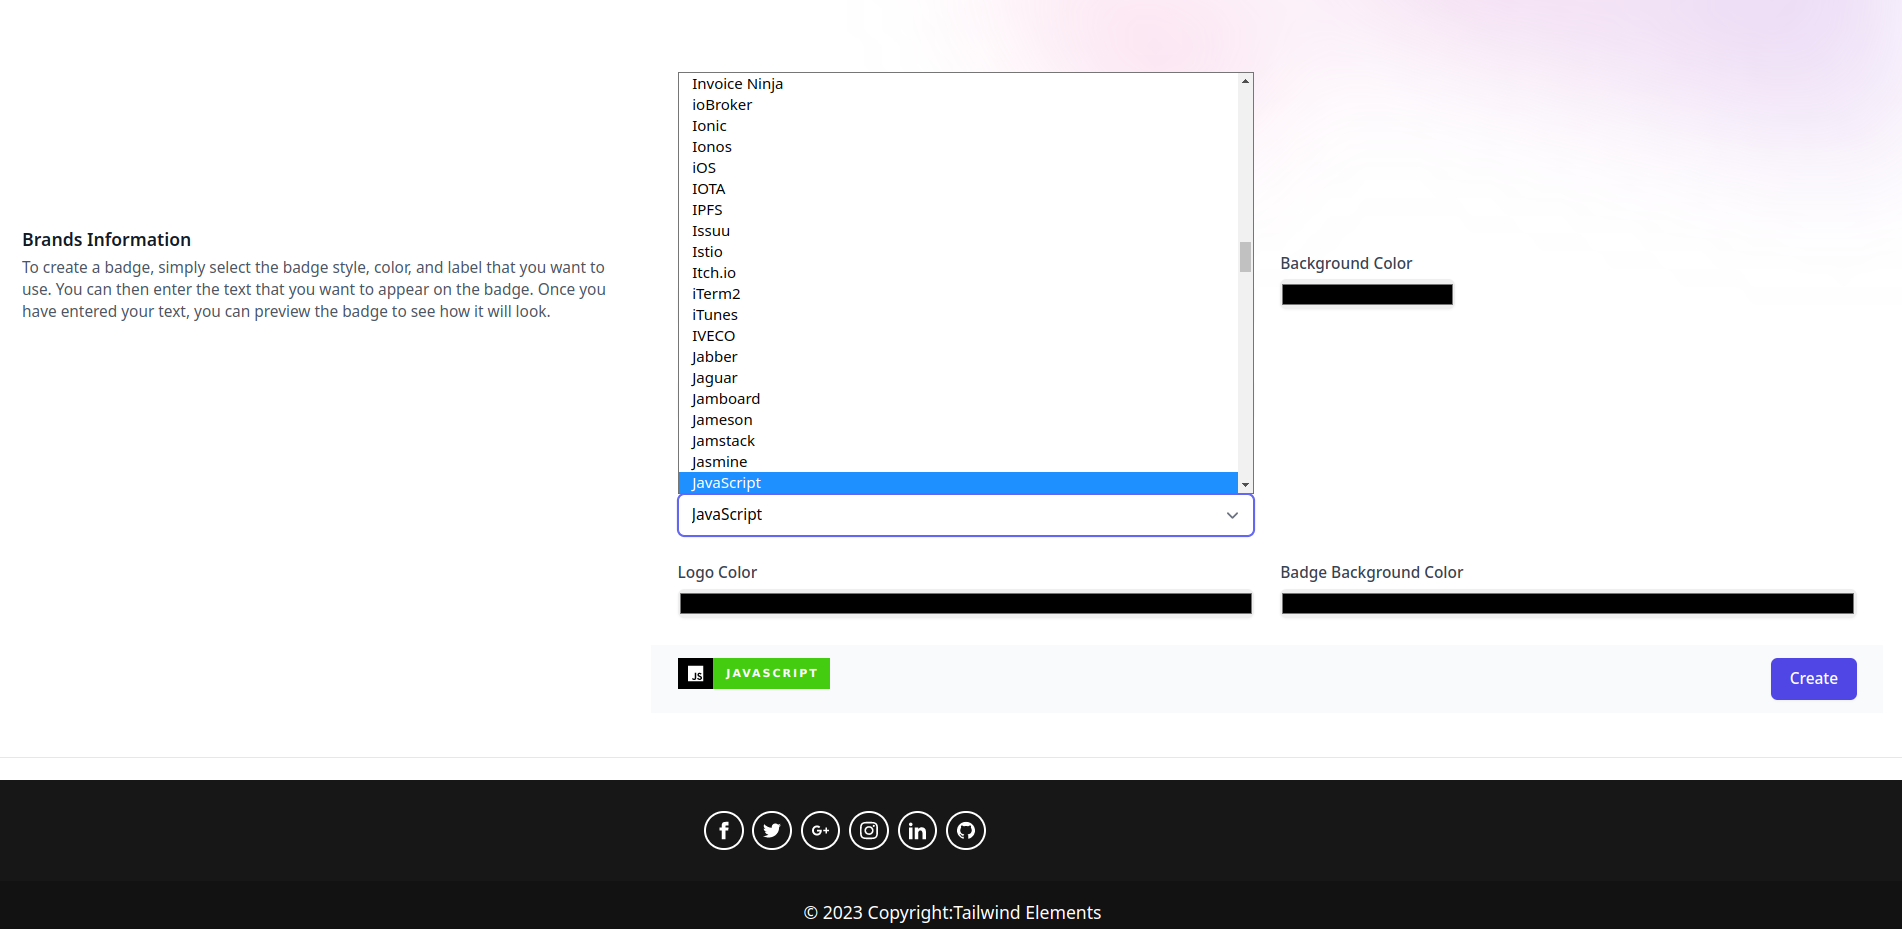 Invoice Ninja
ioBroker
Ionic
Ionos
iOS
IOTA
IPFS
Issuu
Istio
Itch.io
iTerm2
iTunes
IVECO
Jabber
Jaguar
Jamboard
Jameson
Jamstack
Jasmine
JavaScript
JavaScript
Brands Information
To create a badge, simply select the badge style, color, and label that you want to
use. You can then enter the text that you want to appear on the badge. Once you
have entered your text, you can preview the badge to see how it will look.
Background Color
Logo Color
Badge Background Color
JS JAVASCRIPT
Create
f
G+
in
© 2023 Copyright:Tailwind Elements